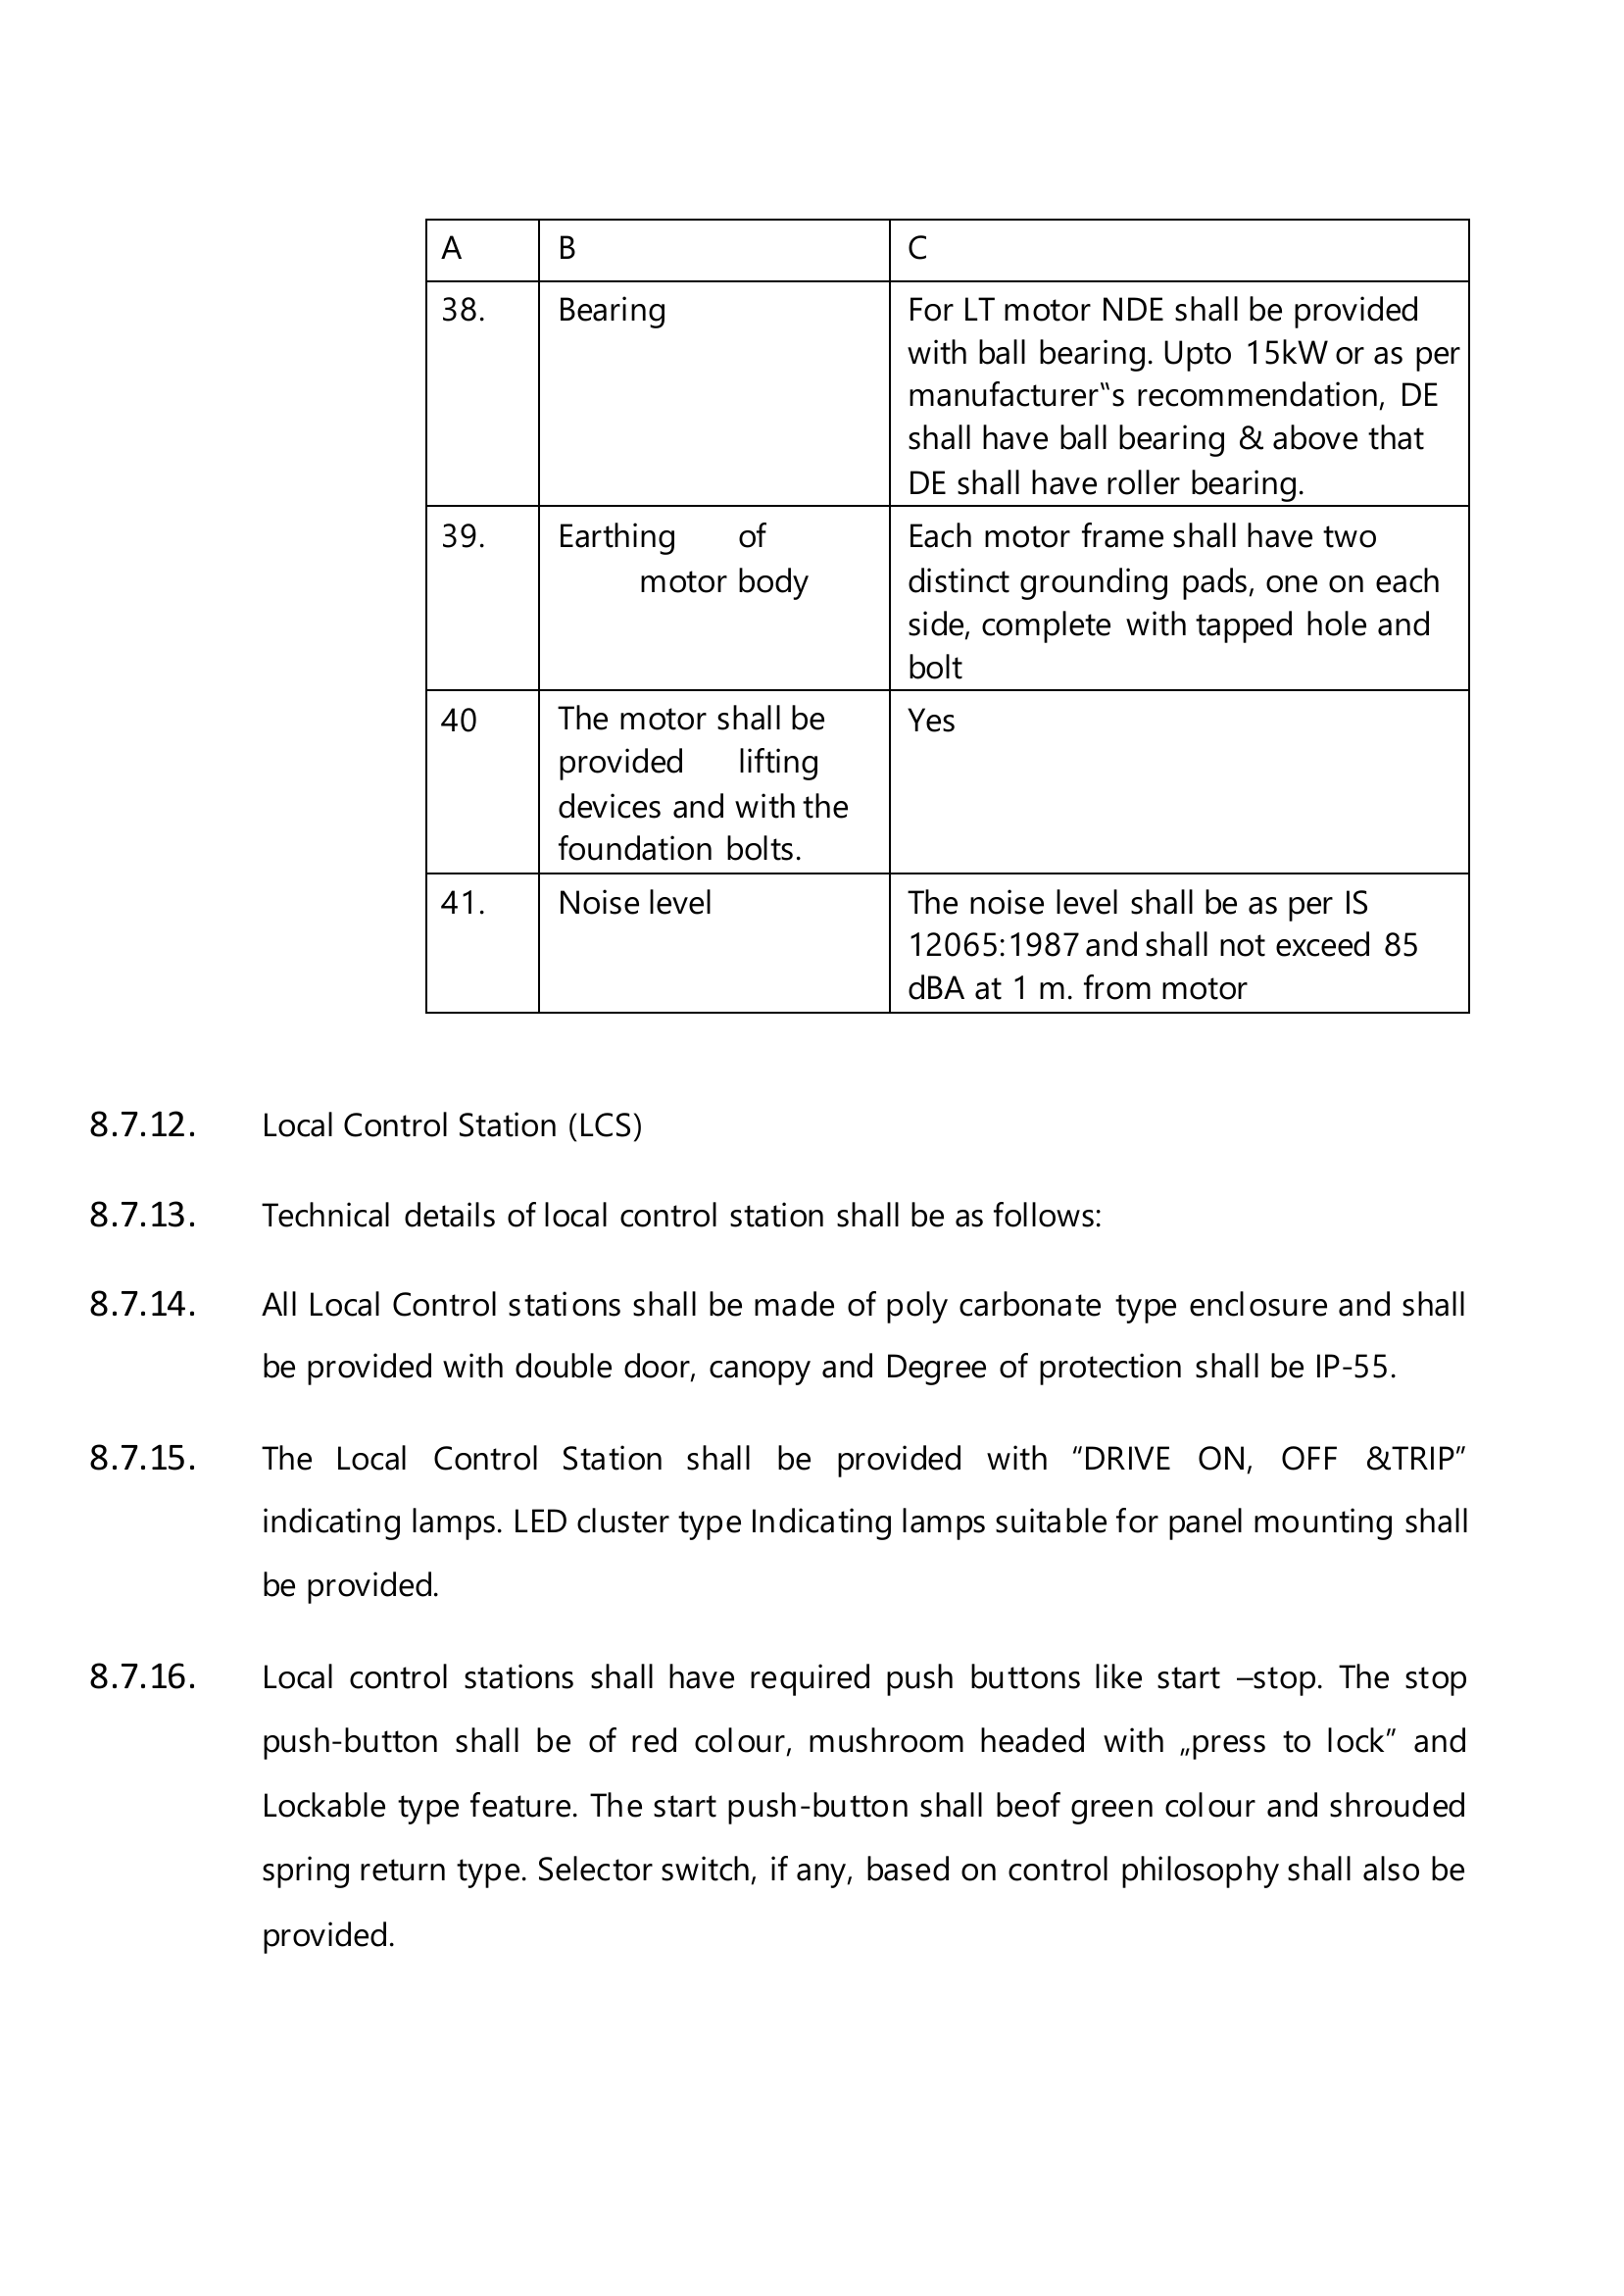 A B C
38. Bearing For LT motor NDE shall be provided
with ball bearing. Upto 15kW or as per
manufacturer‟s recommendation, DE
shall have ball bearing & above that
DE shall have roller bearing.
39. Earthing of Each motor frame shall have two
motor body distinct grounding pads, one on each
side, complete with tapped hole and
bolt
40 The motor shall be Yes
provided lifting
devices and with the
foundation bolts.
41. Noise level The noise level shall be as per IS
12065:1987 and shall not exceed 85
dBA at 1 m. from motor
8.7.12. Local Control Station (LCS)
8.7.13. Technical details of local control station shall be as follows:
8.7.14. All Local Control stations shall be made of poly carbonate type enclosure and shall
be provided with double door, canopy and Degree of protection shall be IP-55.
8.7.15. The Local Control Station shall be provided with “DRIVE ON, OFF &TRIP”
indicating lamps. LED cluster type Indicating lamps suitable for panel mounting shall
be provided.
8.7.16. Local control stations shall have required push buttons like start –stop. The stop
push-button shall be of red colour, mushroom headed with „press to lock” and
Lockable type feature. The start push-button shall beof green colour and shrouded
spring return type. Selector switch, if any, based on control philosophy shall also be
provided.